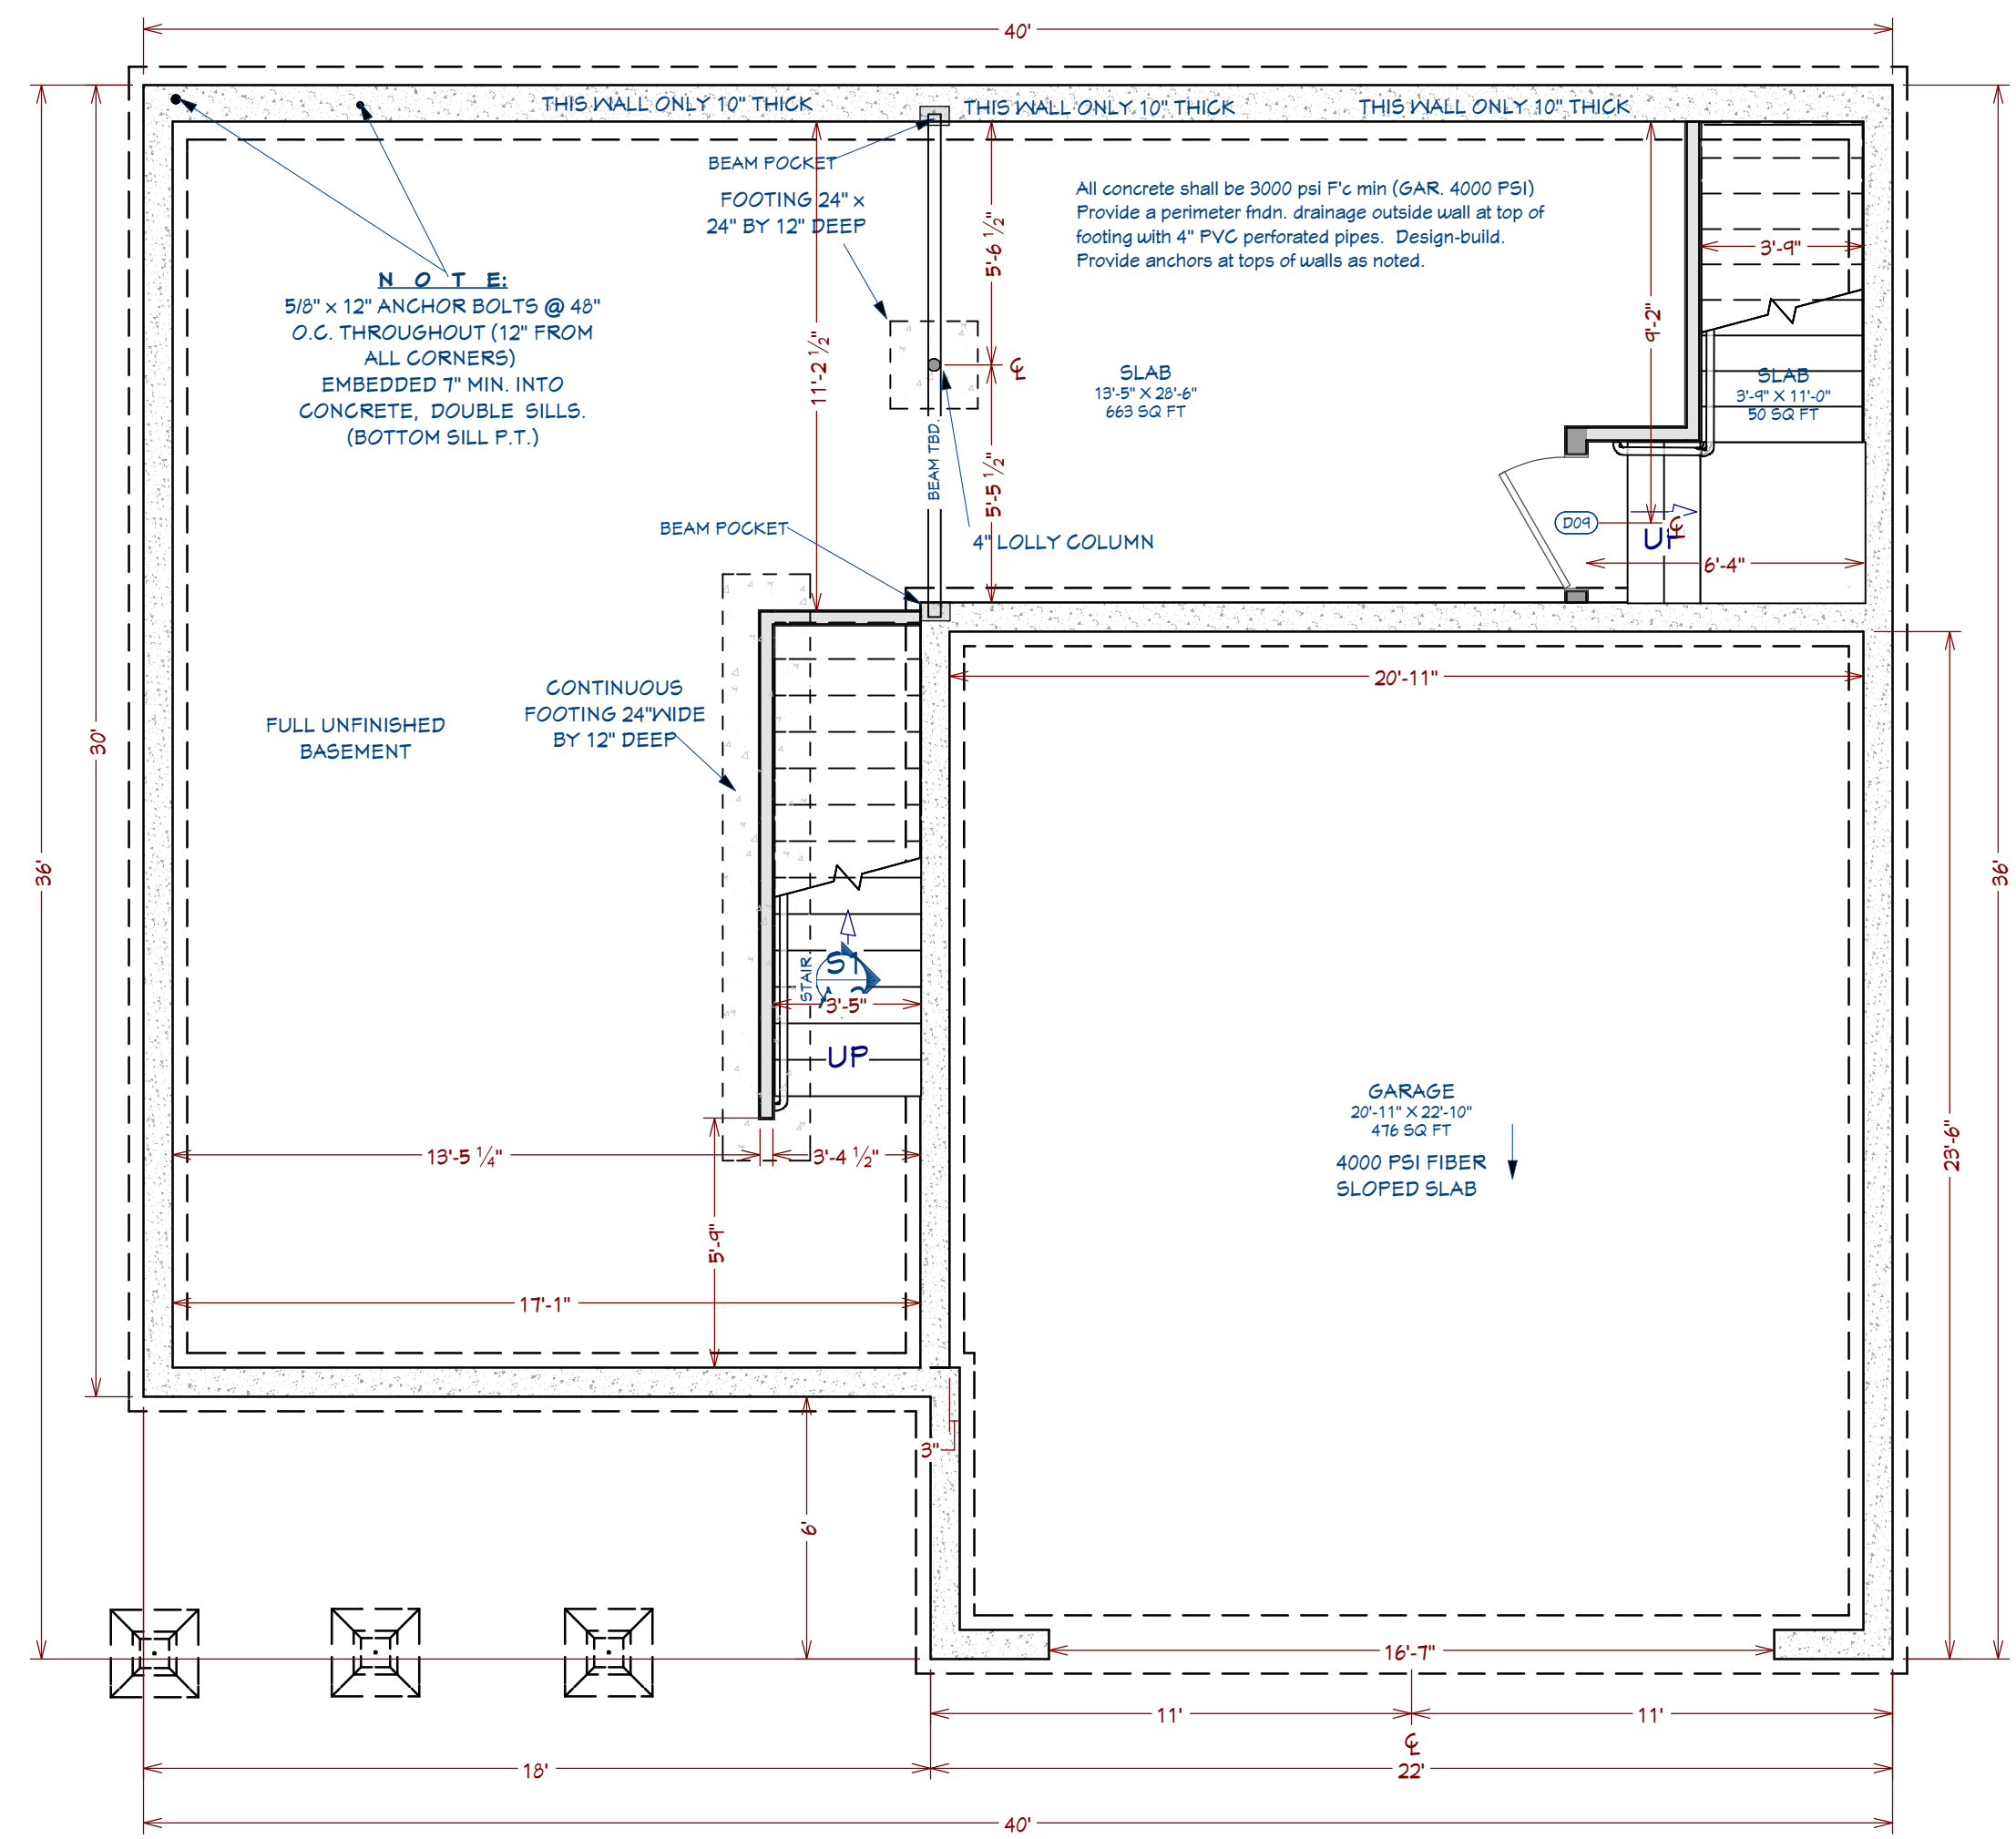 40'
THIS WALL ONLY 10" THICK
THIS WALL ONLY 10" THICK
THIS WALL ONLY 10" THICK
BEAM POCKET
FOOTING 24" x
24" BY 12" DEEP
All concrete shall be 3000 psi F'c min (GAR. 4000 PSI)
Provide a perimeter fndn. drainage outside wall at top of
footing with 4" PVC perforated pipes. Design-build.
Provide anchors at tops of walls as noted.
N O T E:
5/8" x 12" ANCHOR BOLTS @ 48"
O.C. THROUGHOUT (12" FROM
ALL CORNERS)
EMBEDDED 7" MIN. INTO
CONCRETE, DOUBLE SILLS.
(BOTTOM SILL P.T.)
5'-6 1/2"
3'-9"
9'-2"
11'-2 1/2"
℄
SLAB
13'-5" X 28'-6"
663 SQ FT
SLAB
3'-9" X 11'-0"
50 SQ FT
BEAM TBD.
5'-5 1/2"
BEAM POCKET
4" LOLLY COLUMN
D09
℄
UP
6'-4"
20'-11"
CONTINUOUS
FOOTING 24"WIDE
BY 12" DEEP
FULL UNFINISHED
BASEMENT
30'
36'
36'
STAIR
S1
3'-5"
UP
GARAGE
20'-11" X 22'-10"
476 SQ FT
4000 PSI FIBER
SLOPED SLAB
23'-6"
13'-5 1/4"
3'-4 1/2"
5'-9"
17'-1"
3"
6'
16'-7"
11'
11'
℄
18'
22'
40'